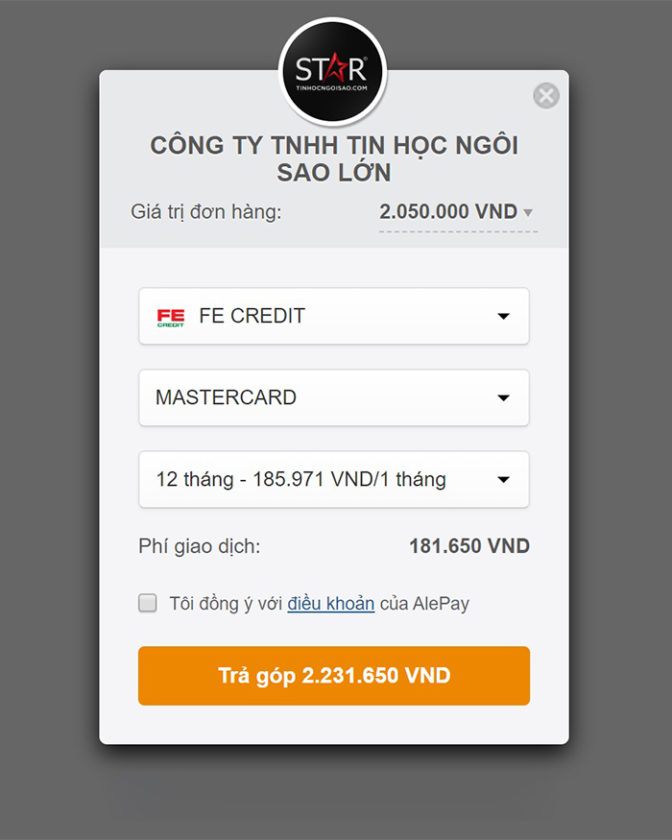 STAR®
TINHOCNGOISAO.COM
CÔNG TY TNHH TIN HỌC NGÔI
SAO LỚN
Giá trị đơn hàng: 2.050.000 VND
FE CREDIT FE CREDIT
MASTERCARD
12 tháng - 185.971 VND/1 tháng
Phí giao dịch: 181.650 VND
Tôi đồng ý với điều khoản của AlePay
Trả góp 2.231.650 VND